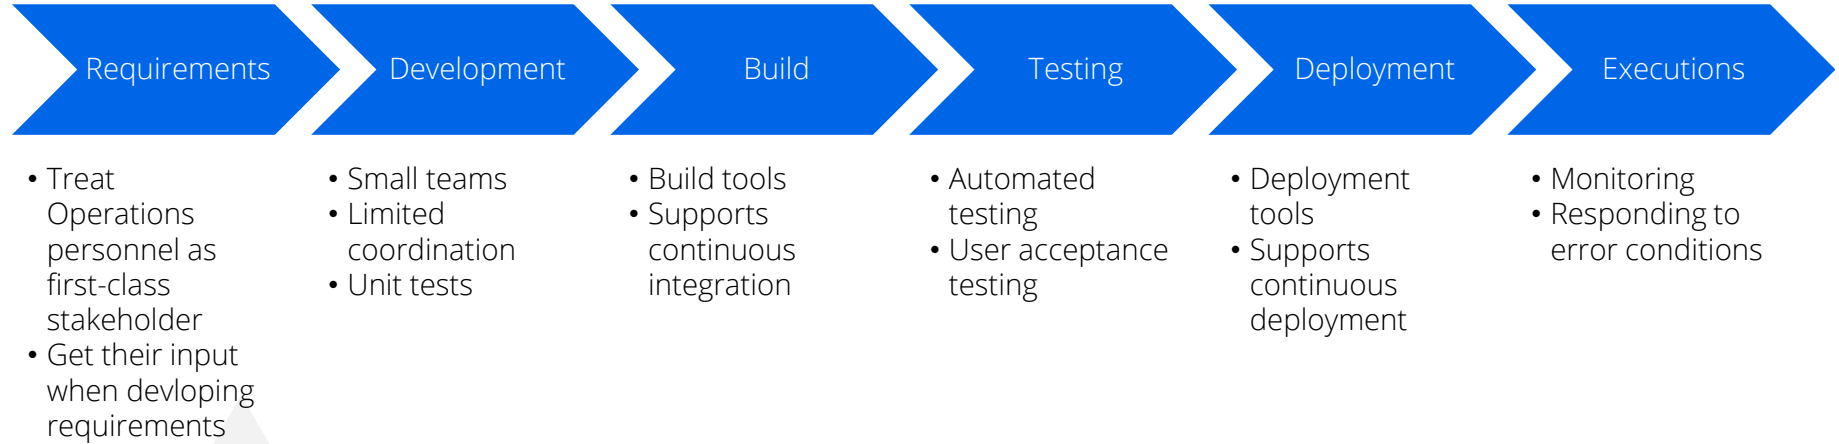 Requirements
Development
Build
Testing
Deployment
Executions
• Treat
Operations
personnel as
first-class
stakeholder
• Get their input
when devloping
requirements
• Small teams
• Limited
coordination
• Unit tests
• Build tools
• Supports
continuous
integration
• Automated
testing
• User acceptance
testing
• Deployment
tools
• Supports
continuous
deployment
• Monitoring
• Responding to
error conditions